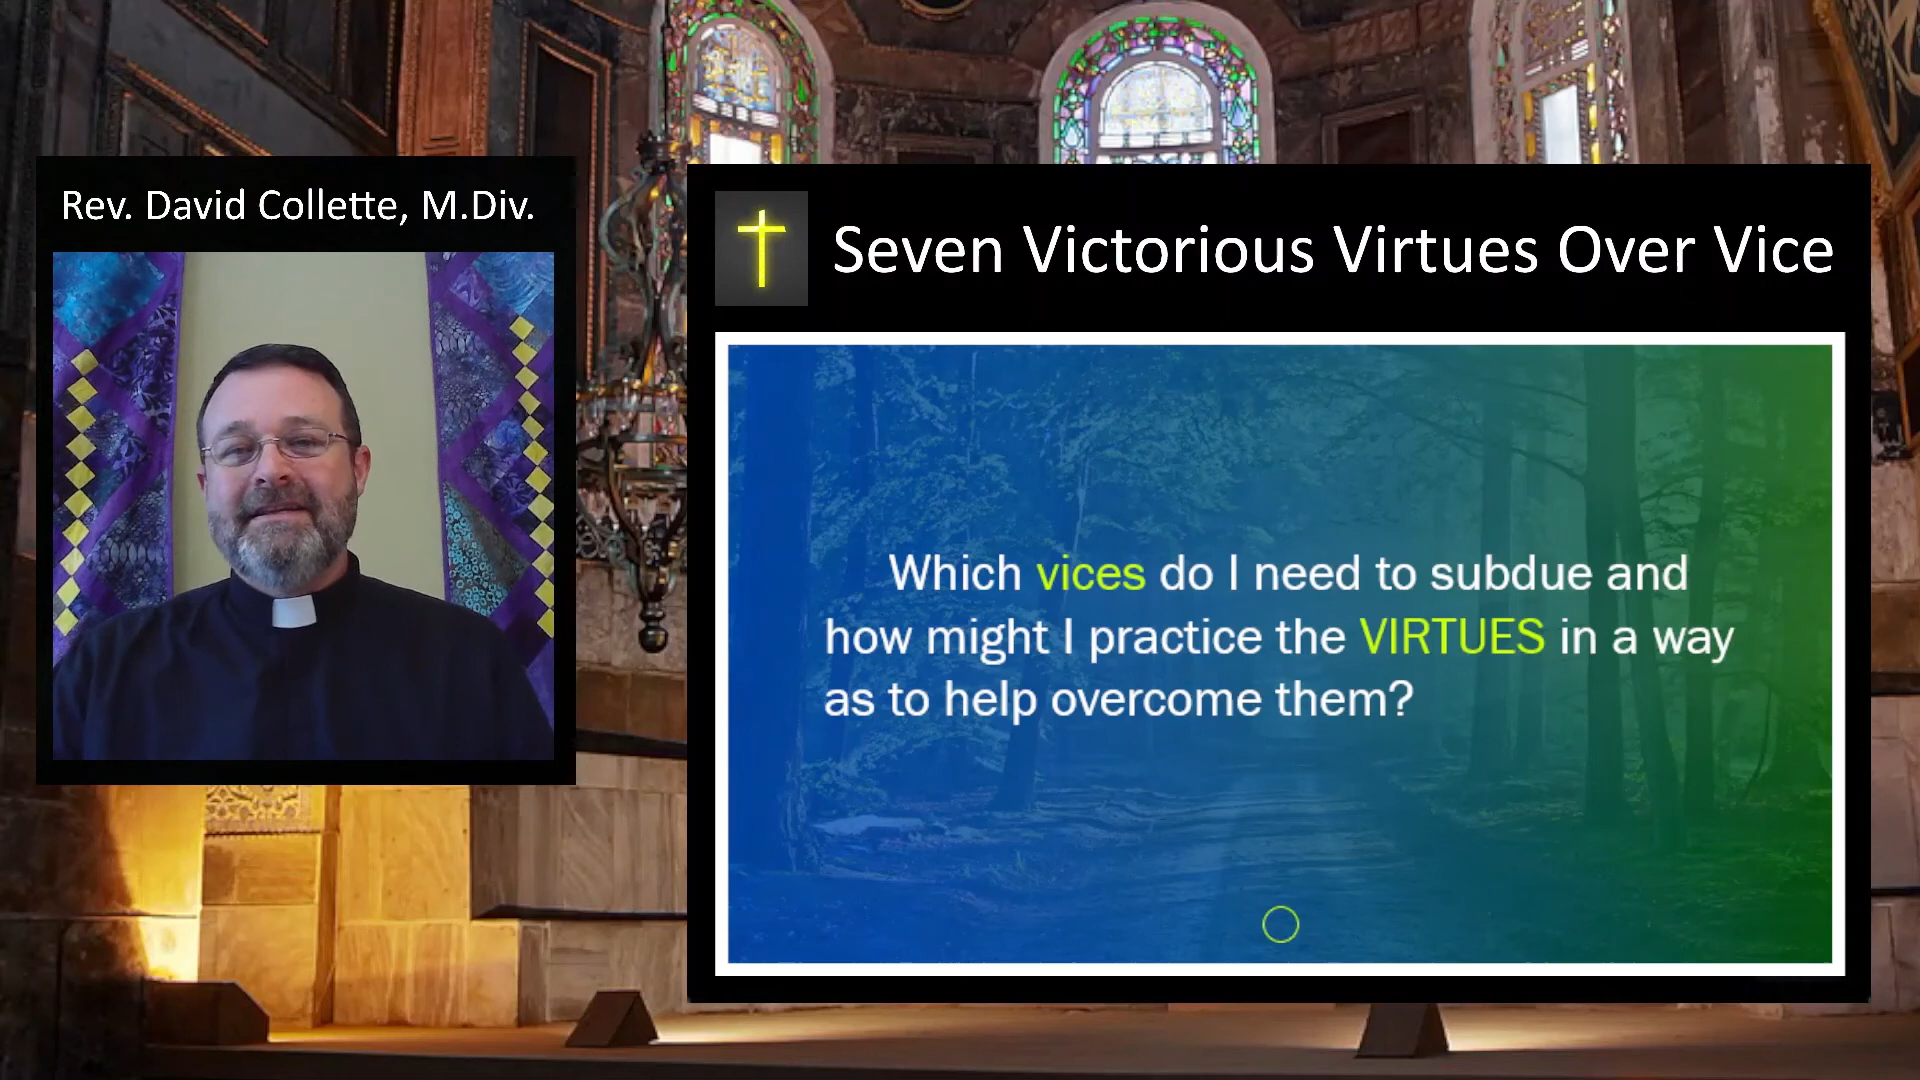 Rev. David Collette, M.Div.
Seven Victorious Virtues Over Vice
Which vices do I need to subdue and
how might I practice the VIRTUES in a way
as to help overcome them?